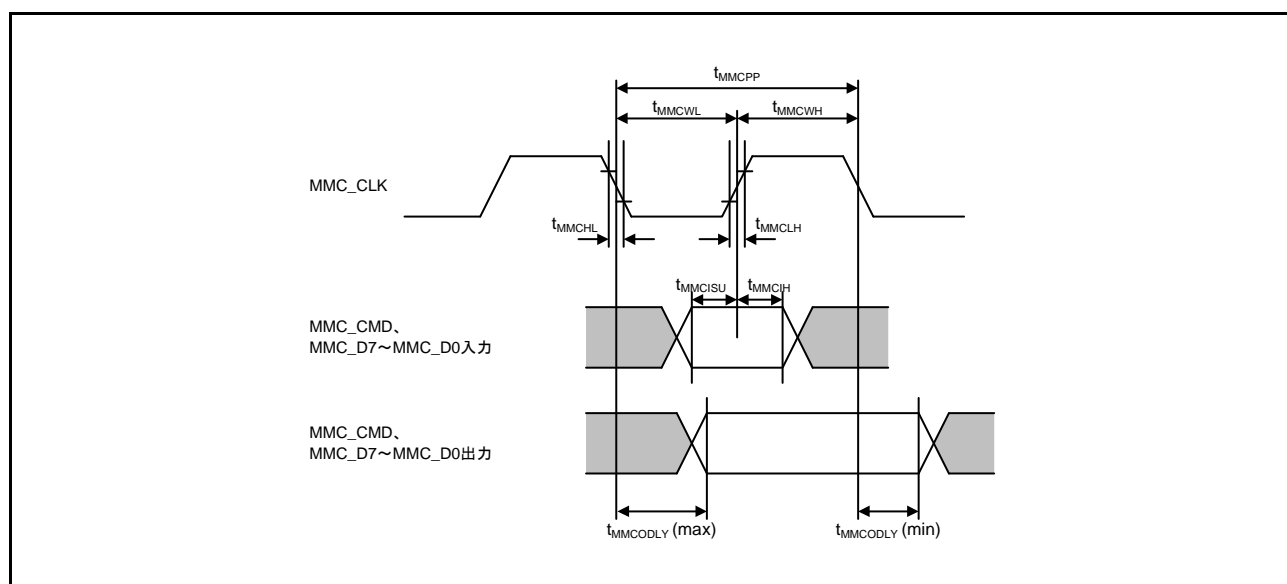 tMMCPP
tMMCWL
tMMCWH
MMC_CLK
tMMCHL
tMMCLH
tMMCISU
tMMCIH
MMC_CMD、
MMC_D7～MMC_D0入力
MMC_CMD、
MMC_D7～MMC_D0出力
tMMCODLY (max)
tMMCODLY (min)